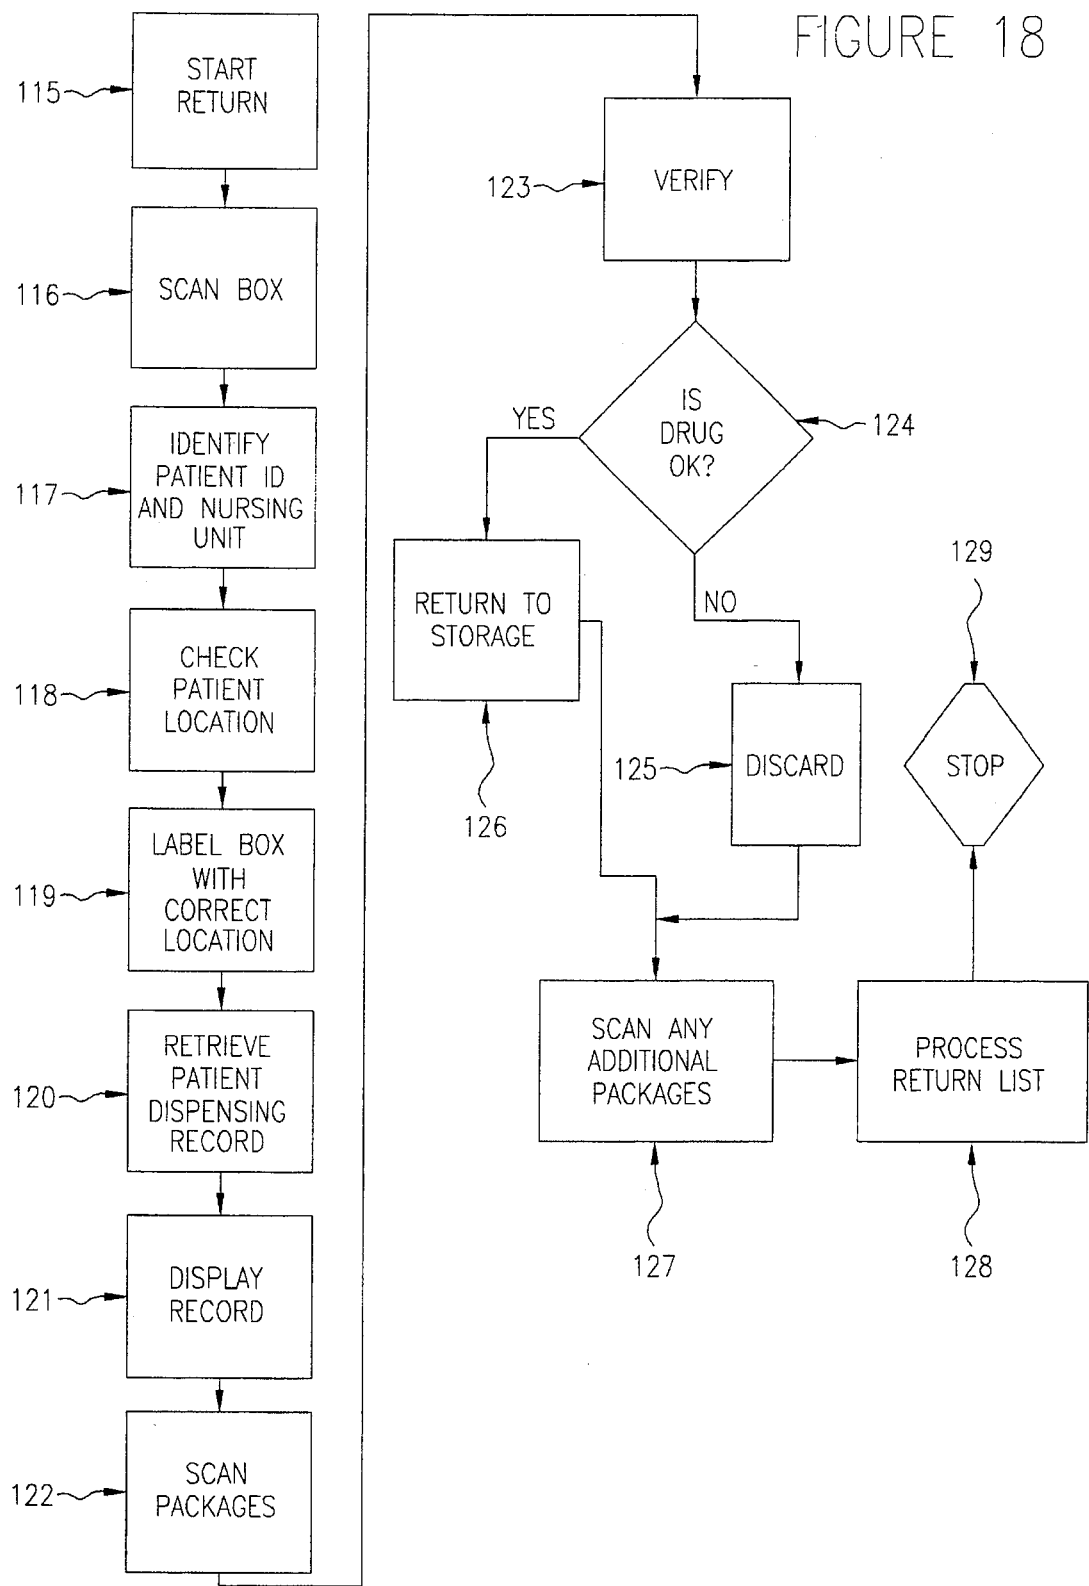 FIGURE 18
115
START
RETURN
116
SCAN BOX
117
IDENTIFY
PATIENT ID
AND NURSING
UNIT
118
CHECK
PATIENT
LOCATION
119
LABEL BOX
WITH
CORRECT
LOCATION
120
RETRIEVE
PATIENT
DISPENSING
RECORD
121
DISPLAY
RECORD
122
SCAN
PACKAGES
123
VERIFY
124
IS
DRUG
OK?
YES
NO
RETURN TO
STORAGE
126
125
DISCARD
129
STOP
SCAN ANY
ADDITIONAL
PACKAGES
127
PROCESS
RETURN LIST
128